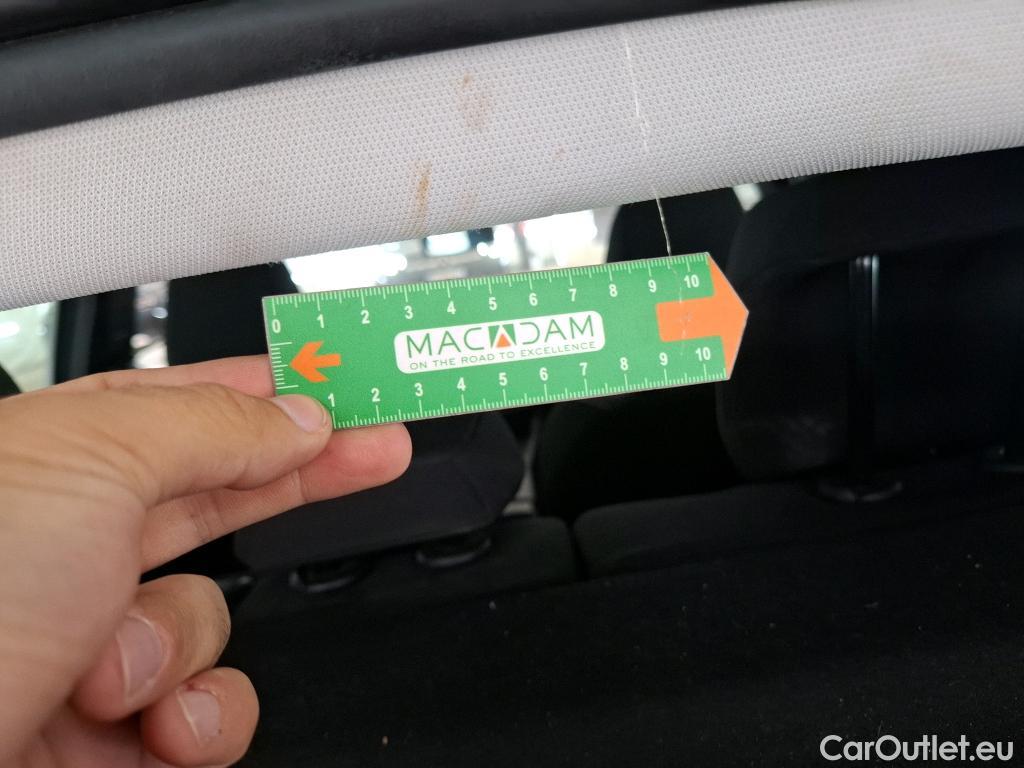 0 1 2 3 4 5 6 7 8 9 10
MACADAM
ON THE ROAD TO EXCELLENCE
1 2 3 4 5 6 7 8 9 10
CarOutlet.eu